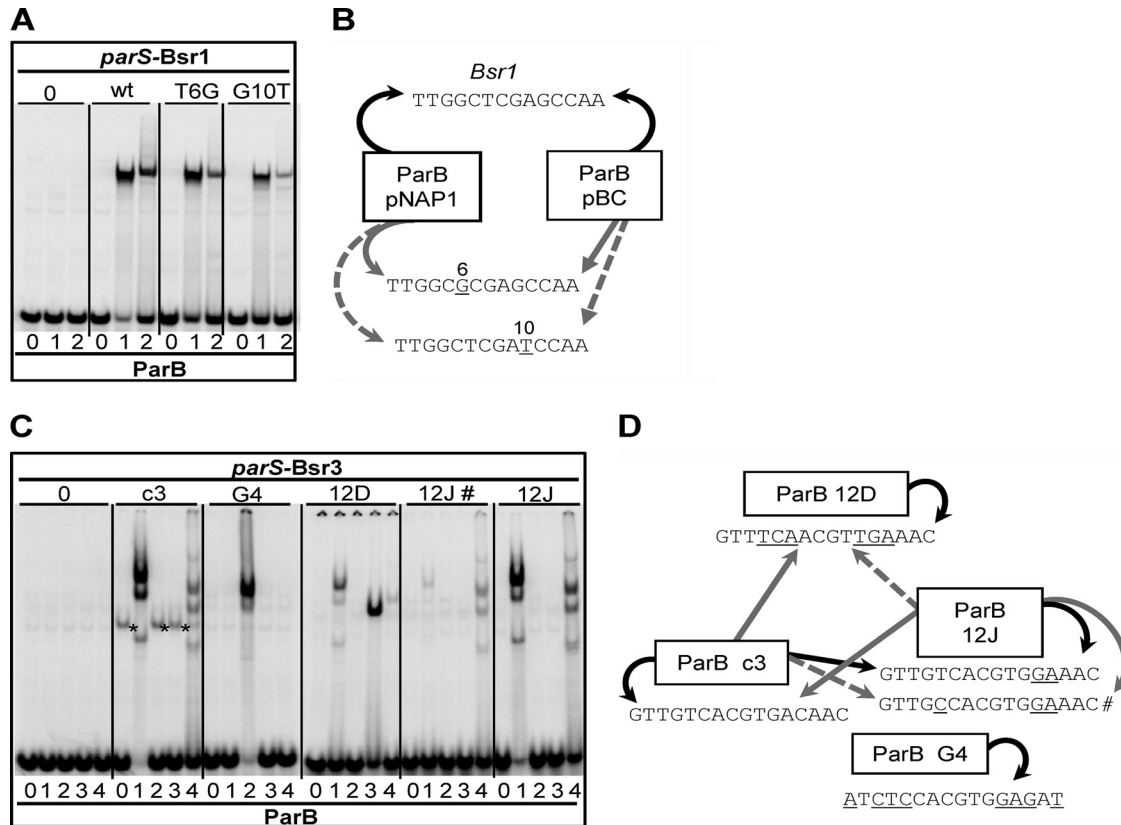 A
parS-Bsr1
0 wt T6G G10T
0 1 2 0 1 2 0 1 2 0 1 2
ParB
B
Bsr1
TTGGCTCGAGCCAA
ParB
pNAP1
ParB
pBC
6
TTGGCGCGAGCCAA
10
TTGGCTCGATCCAA
C
parS-Bsr3
0 c3 G4 12D 12J # 12J
* * *
0 1 2 3 4 0 1 2 3 4 0 1 2 3 4 0 1 2 3 4 0 1 2 3 4 0 1 2 3 4
ParB
D
ParB 12D
GTTTCAACGTTGAAAC
ParB
12J
ParB c3
GTTGTCACGTGGAAAC
GTTGCCACGTGGAAAC #
GTTGTCACGTGACAAC
ParB G4
ATCTCCACGTGGAGAT